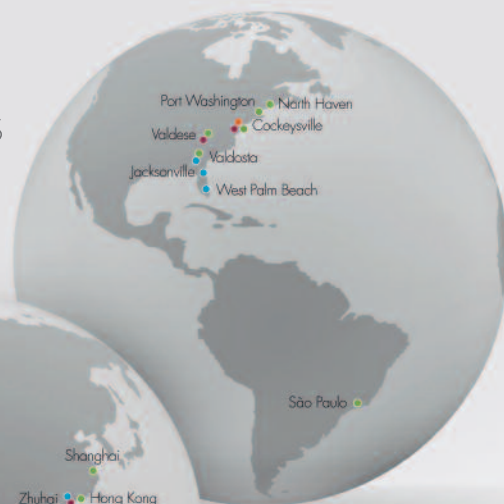 Port Washington
North Haven
Cockeysville
Valdese
Valdosta
Jacksonville
West Palm Beach
São Paulo
Shanghai
Zhuhai
Hong Kong